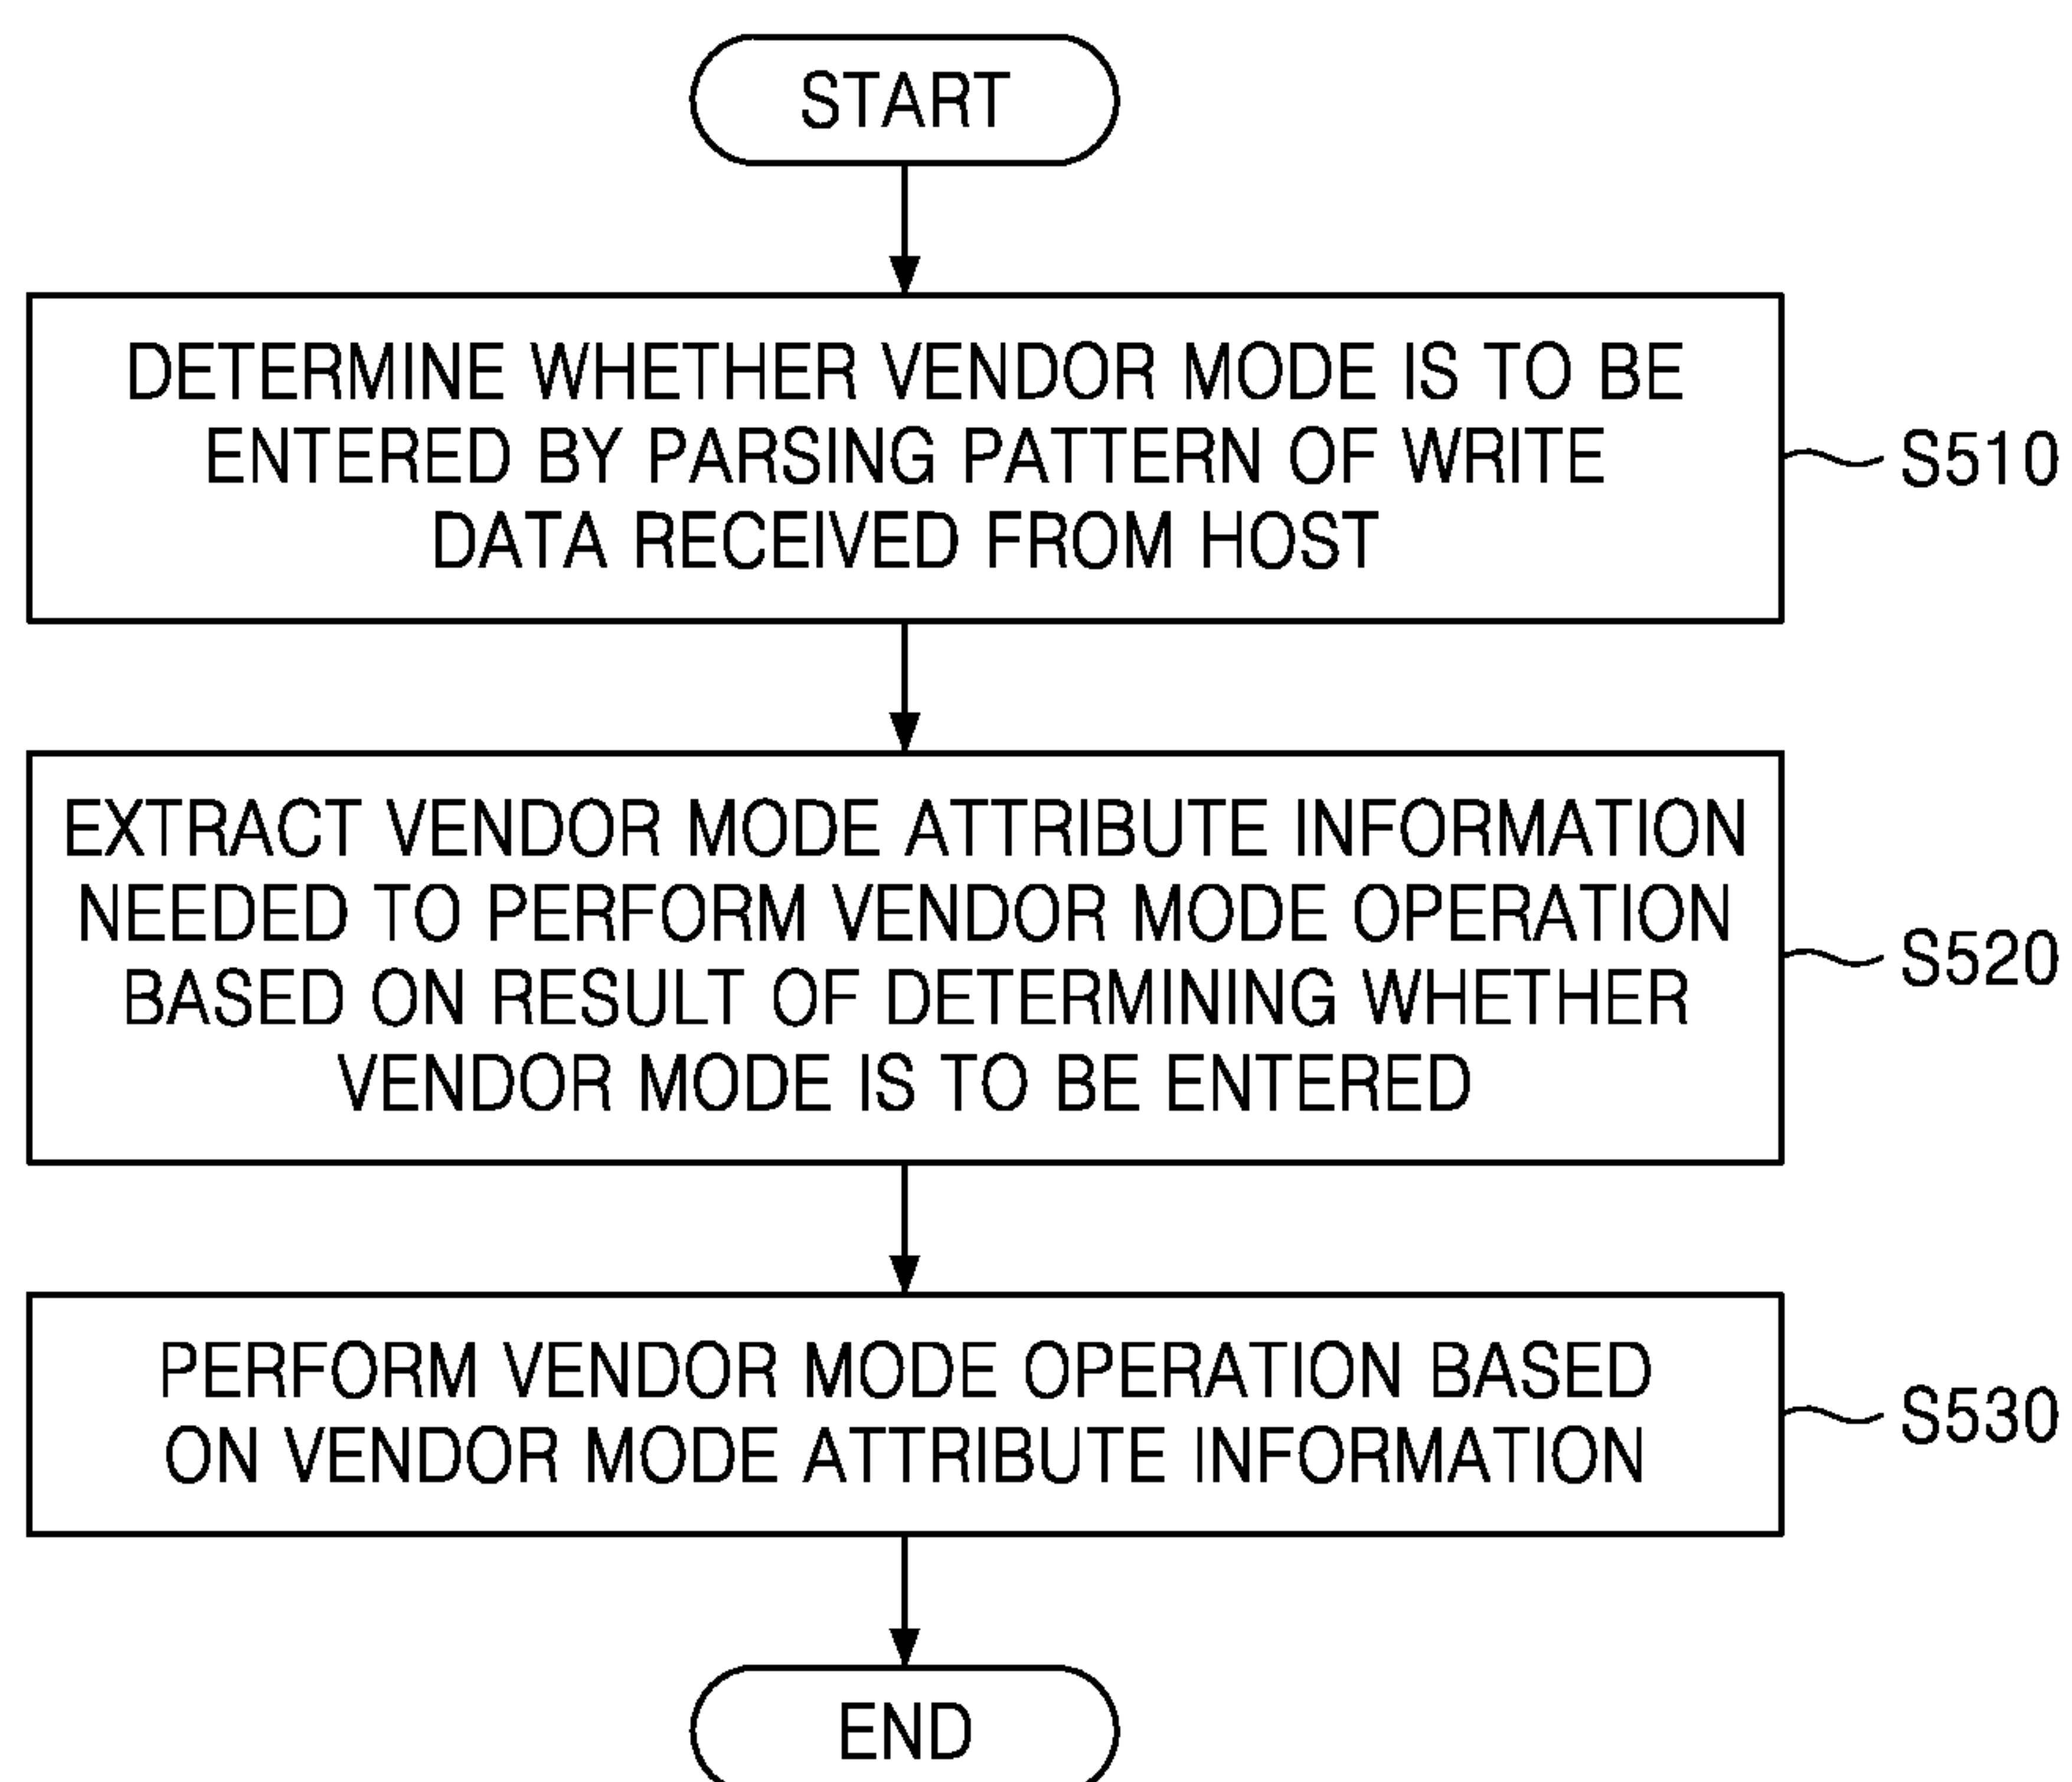 START
DETERMINE WHETHER VENDOR MODE IS TO BE
ENTERED BY PARSING PATTERN OF WRITE
DATA RECEIVED FROM HOST
S510
EXTRACT VENDOR MODE ATTRIBUTE INFORMATION
NEEDED TO PERFORM VENDOR MODE OPERATION
BASED ON RESULT OF DETERMINING WHETHER
VENDOR MODE IS TO BE ENTERED
S520
PERFORM VENDOR MODE OPERATION BASED
ON VENDOR MODE ATTRIBUTE INFORMATION
S530
END